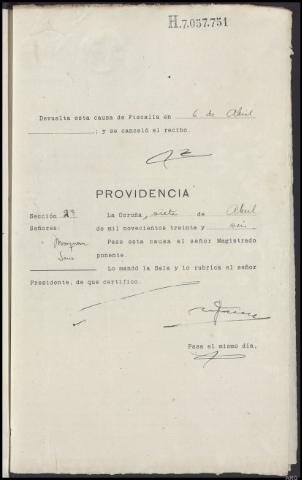 H.7.057.751
Devuelta esta causa de Fiscalía en 6 de Abril
; y se canceló el recibo.
PROVIDENCIA
Sección 2ª La Coruña, siete de Abril
Señores: de mil novecientos treinta y seis
Pase esta causa al señor Magistrado
ponente.
Lo mandó la Sala y lo rubrica el señor
Presidente, de que certifico.
Pasa el mismo día.